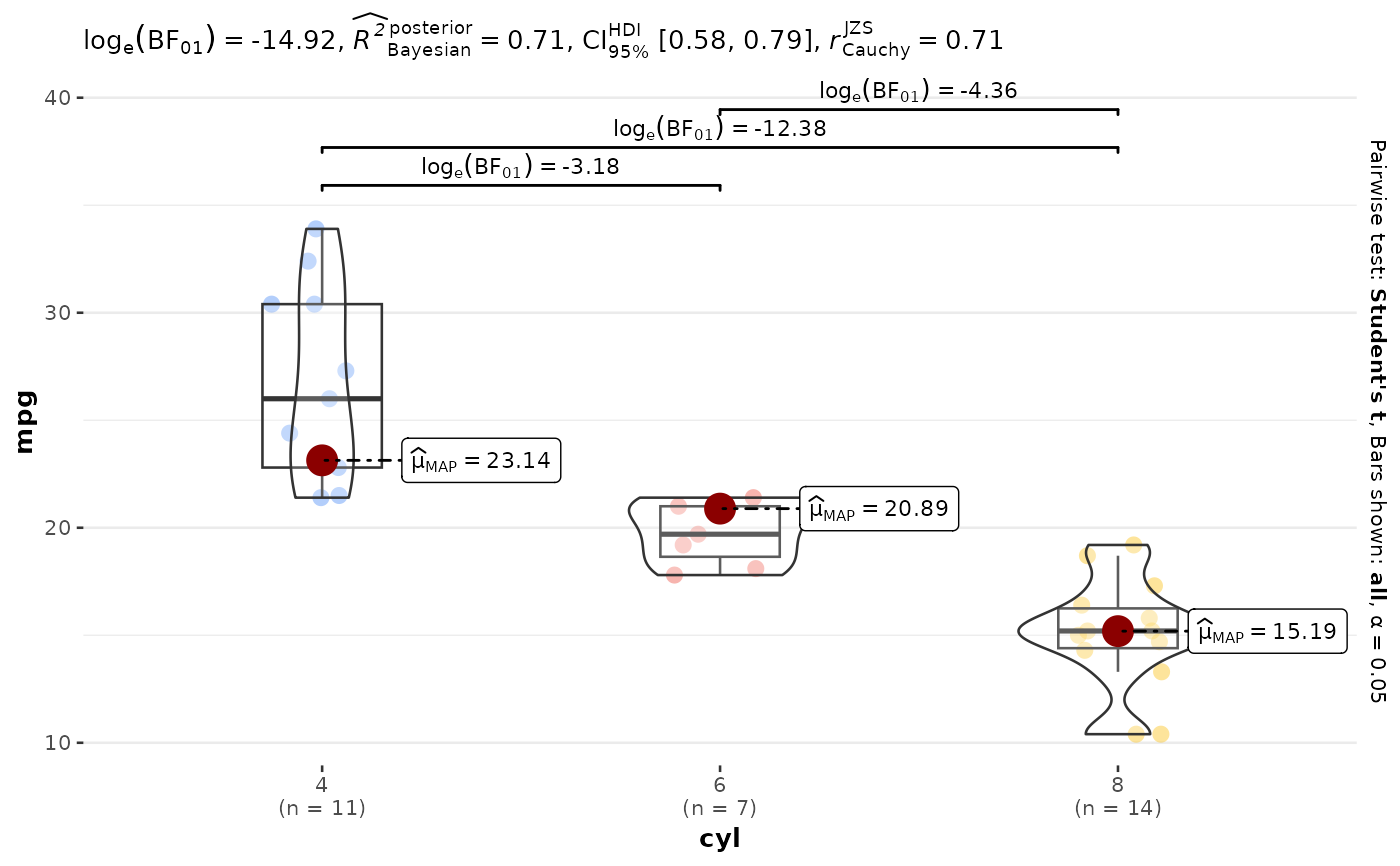 logₑ(BF₀₁) = -14.92, R̂² posterior Bayesian = 0.71, CI HDI 95% [0.58, 0.79], r JZS Cauchy = 0.71
logₑ(BF₀₁) = -4.36
logₑ(BF₀₁) = -12.38
logₑ(BF₀₁) = -3.18
40
30
20
10
mpg
μ̂MAP = 23.14
μ̂MAP = 20.89
μ̂MAP = 15.19
4
(n = 11)
6
(n = 7)
8
(n = 14)
cyl
Pairwise test: Student's t, Bars shown: all, α = 0.05